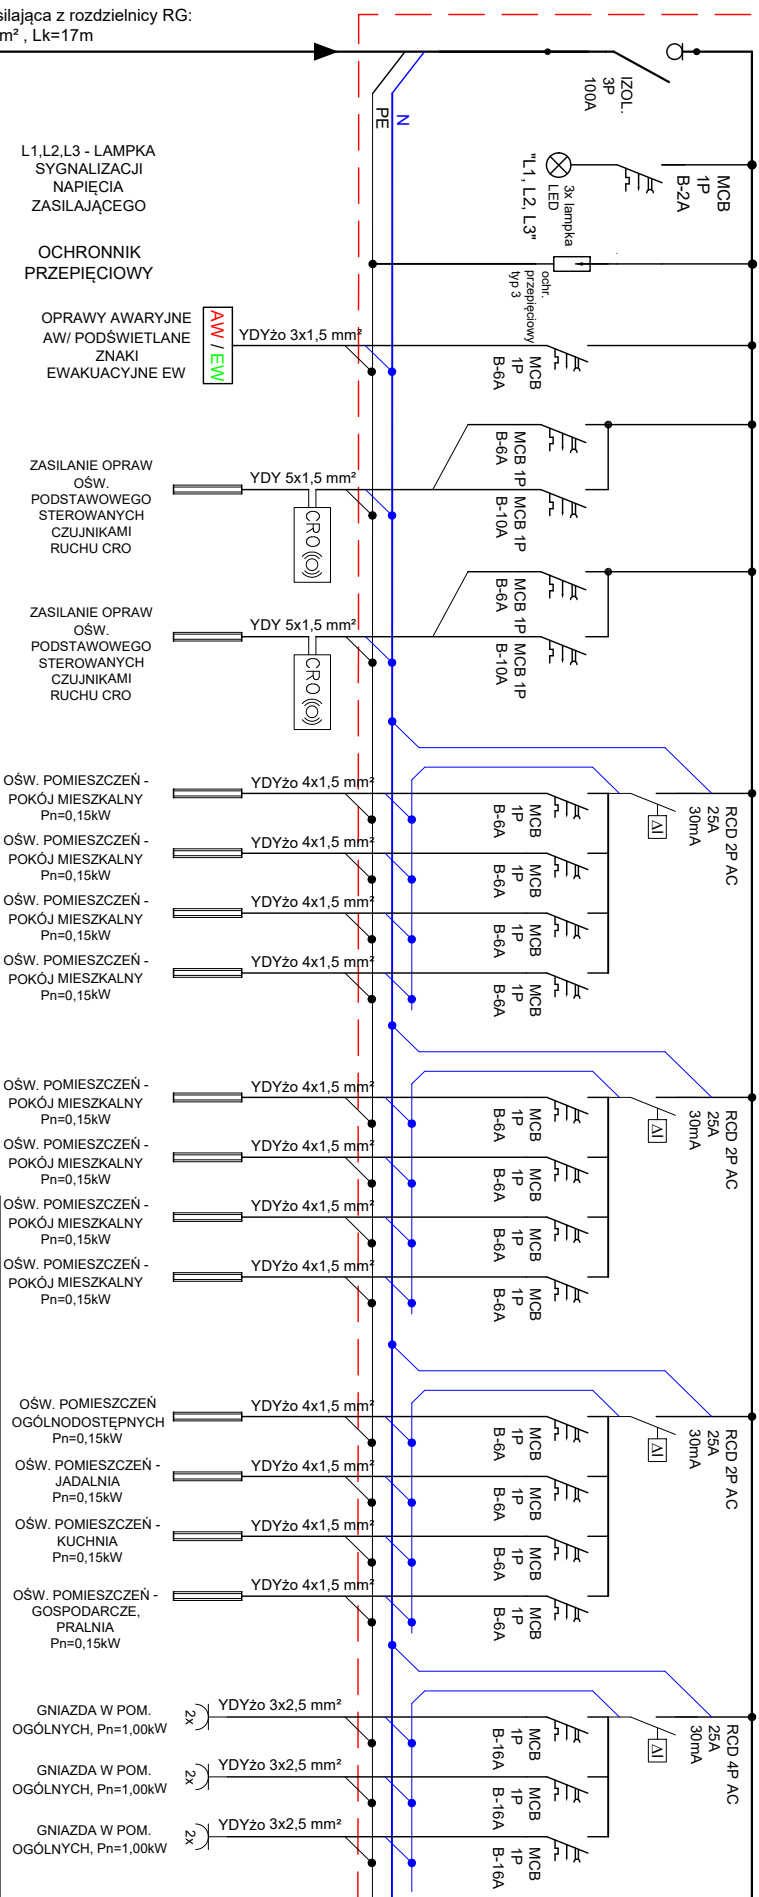 silająca z rozdzielnicy RG:
m² , Lk=17m
IZOL.
3P
100A
PE
N
L1,L2,L3 - LAMPKA
SYGNALIZACJI
NAPIĘCIA
ZASILAJĄCEGO
"L1, L2, L3"
3x lampka
LED
MCB
1P
B-2A
OCHRONNIK
PRZEPIĘCIOWY
ochr.
przepięciowy
typ 3
OPRAWY AWARYJNE
AW/ PODŚWIETLANE
ZNAKI
EWAKUACYJNE EW
AW / EW
YDYżo 3x1,5 mm²
MCB
1P
B-6A
ZASILANIE OPRAW
OŚW.
PODSTAWOWEGO
STEROWANYCH
CZUJNIKAMI
RUCHU CRO
YDY 5x1,5 mm²
CRO
MCB 1P
B-6A
MCB 1P
B-10A
ZASILANIE OPRAW
OŚW.
PODSTAWOWEGO
STEROWANYCH
CZUJNIKAMI
RUCHU CRO
YDY 5x1,5 mm²
CRO
MCB 1P
B-6A
MCB 1P
B-10A
RCD 2P AC
25A
30mA
ΔI
OŚW. POMIESZCZEŃ -
POKÓJ MIESZKALNY
Pn=0,15kW
YDYżo 4x1,5 mm²
MCB
1P
B-6A
OŚW. POMIESZCZEŃ -
POKÓJ MIESZKALNY
Pn=0,15kW
YDYżo 4x1,5 mm²
MCB
1P
B-6A
OŚW. POMIESZCZEŃ -
POKÓJ MIESZKALNY
Pn=0,15kW
YDYżo 4x1,5 mm²
MCB
1P
B-6A
OŚW. POMIESZCZEŃ -
POKÓJ MIESZKALNY
Pn=0,15kW
YDYżo 4x1,5 mm²
MCB
1P
B-6A
RCD 2P AC
25A
30mA
ΔI
OŚW. POMIESZCZEŃ -
POKÓJ MIESZKALNY
Pn=0,15kW
YDYżo 4x1,5 mm²
MCB
1P
B-6A
OŚW. POMIESZCZEŃ -
POKÓJ MIESZKALNY
Pn=0,15kW
YDYżo 4x1,5 mm²
MCB
1P
B-6A
OŚW. POMIESZCZEŃ -
POKÓJ MIESZKALNY
Pn=0,15kW
YDYżo 4x1,5 mm²
MCB
1P
B-6A
OŚW. POMIESZCZEŃ -
POKÓJ MIESZKALNY
Pn=0,15kW
YDYżo 4x1,5 mm²
MCB
1P
B-6A
RCD 2P AC
25A
30mA
ΔI
OŚW. POMIESZCZEŃ
OGÓLNODOSTĘPNYCH
Pn=0,15kW
YDYżo 4x1,5 mm²
MCB
1P
B-6A
OŚW. POMIESZCZEŃ -
JADALNIA
Pn=0,15kW
YDYżo 4x1,5 mm²
MCB
1P
B-6A
OŚW. POMIESZCZEŃ -
KUCHNIA
Pn=0,15kW
YDYżo 4x1,5 mm²
MCB
1P
B-6A
OŚW. POMIESZCZEŃ -
GOSPODARCZE,
PRALNIA
Pn=0,15kW
YDYżo 4x1,5 mm²
MCB
1P
B-6A
RCD 4P AC
25A
30mA
ΔI
GNIAZDA W POM.
OGÓLNYCH, Pn=1,00kW
2x
YDYżo 3x2,5 mm²
MCB
1P
B-16A
GNIAZDA W POM.
OGÓLNYCH, Pn=1,00kW
2x
YDYżo 3x2,5 mm²
MCB
1P
B-16A
GNIAZDA W POM.
OGÓLNYCH, Pn=1,00kW
2x
YDYżo 3x2,5 mm²
MCB
1P
B-16A